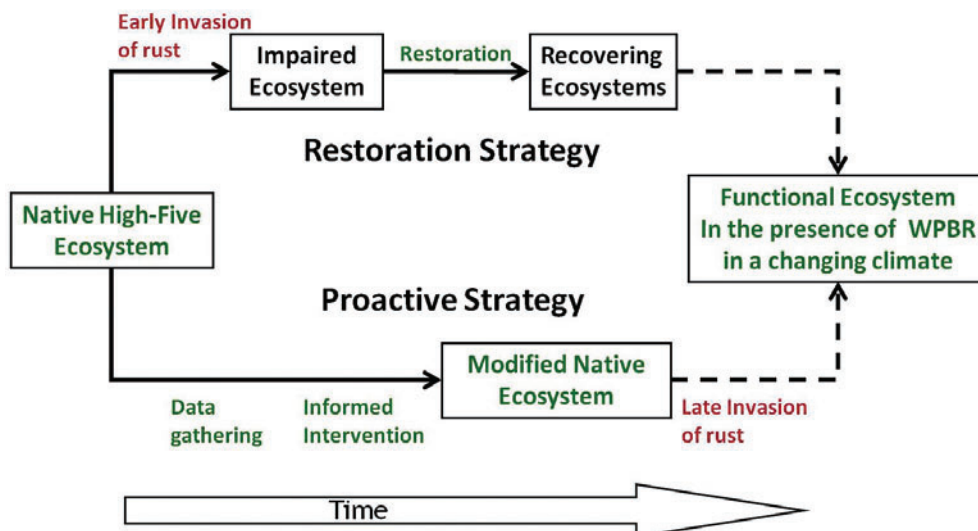 Early Invasion
of rust
Impaired
Ecosystem
Restoration
Recovering
Ecosystems
Restoration Strategy
Native High-Five
Ecosystem
Functional Ecosystem
In the presence of WPBR
in a changing climate
Proactive Strategy
Modified Native
Ecosystem
Data
gathering
Informed
Intervention
Late Invasion
of rust
Time